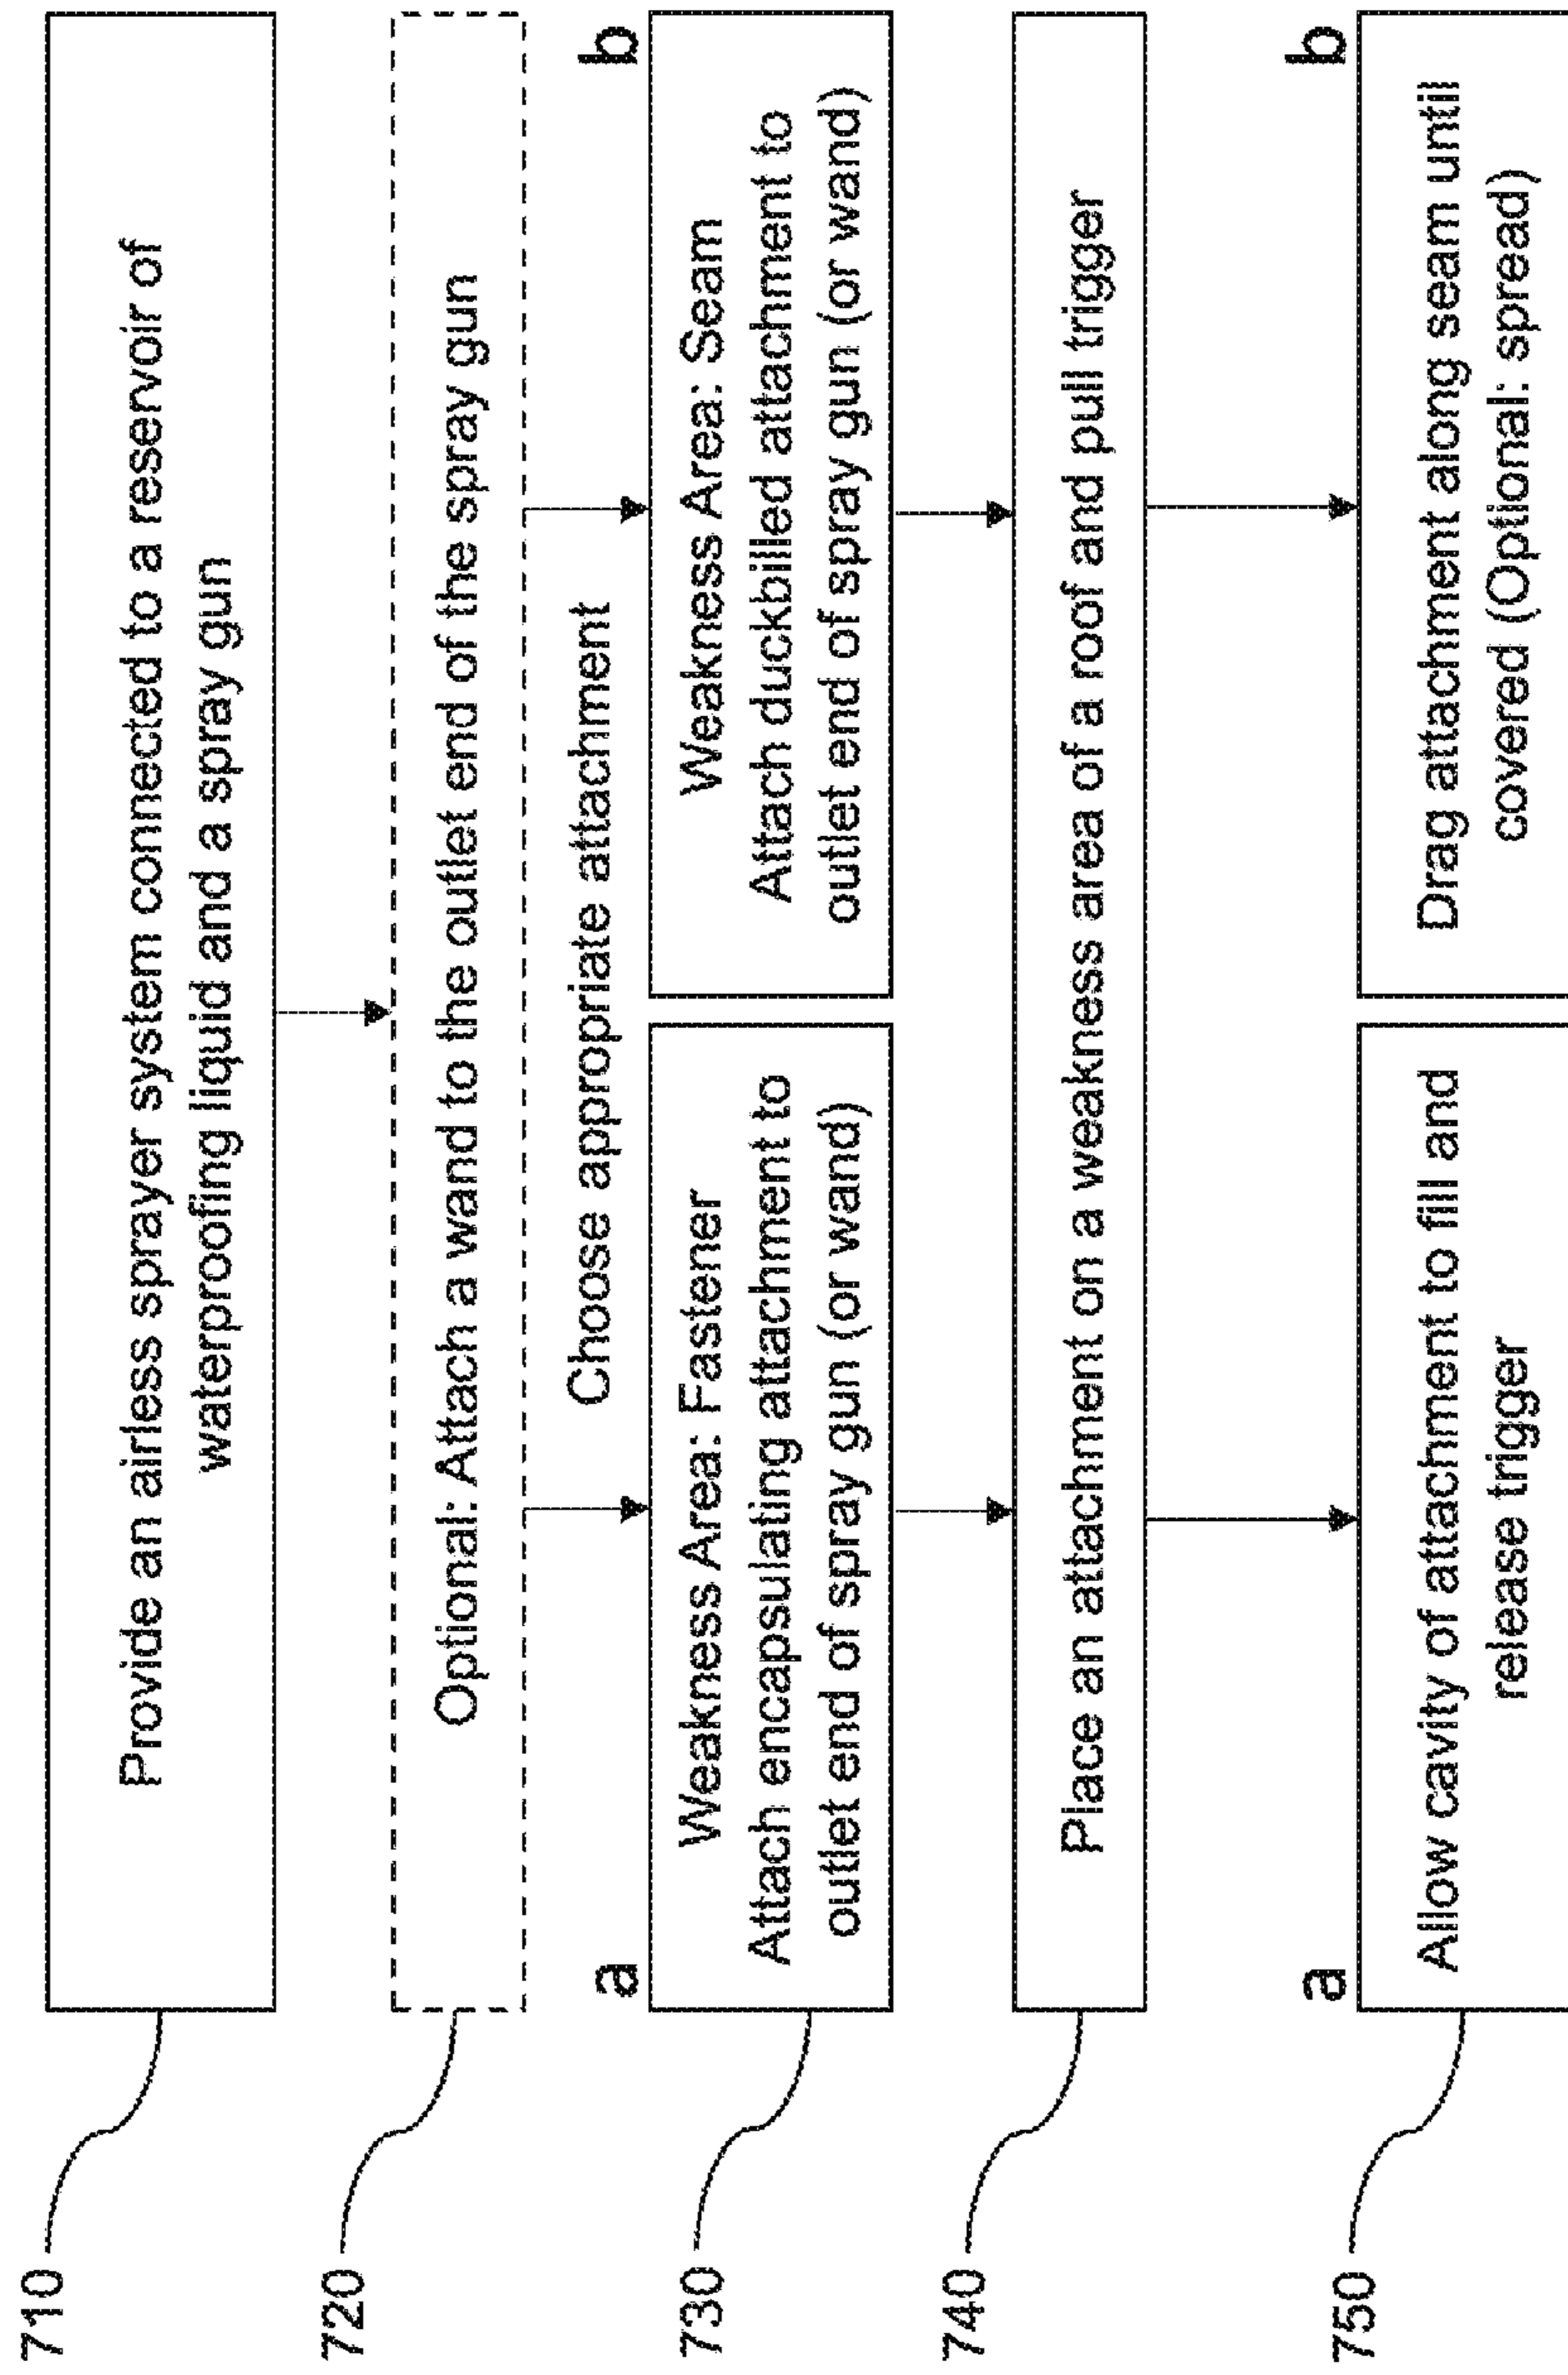 710
Provide an airless sprayer system connected to a reservoir of
waterproofing liquid and a spray gun
720
Optional: Attach a wand to the outlet end of the spray gun
Choose appropriate attachment
730
a
Weakness Area: Fastener
Attach encapsulating attachment to
outlet end of spray gun (or wand)
b
Weakness Area: Seam
Attach duckbilled attachment to
outlet end of spray gun (or wand)
740
Place an attachment on a weakness area of a roof and pull trigger
750
a
Allow cavity of attachment to fill and
release trigger
b
Drag attachment along seam until
covered (Optional: spread)